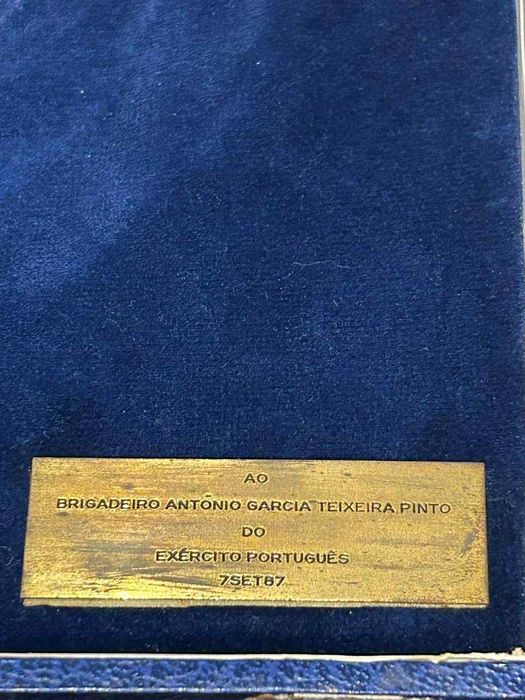 AO
BRIGADEIRO ANTÓNIO GARCIA TEIXEIRA PINTO
DO
EXÉRCITO PORTUGUÊS
7SET87